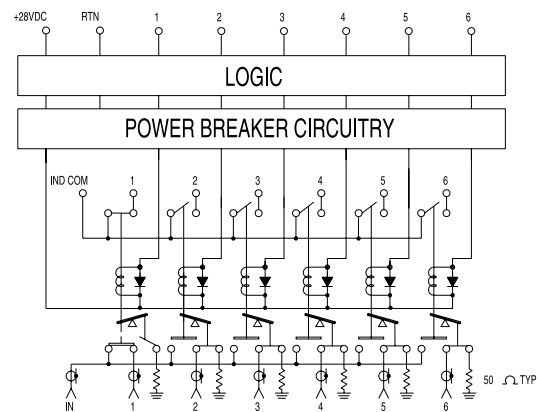 +28VDC RTN 1 2 3 4 5 6
LOGIC
POWER BREAKER CIRCUITRY
IND COM 1 2 3 4 5 6
50 Ω TYP
IN 1 2 3 4 5 6